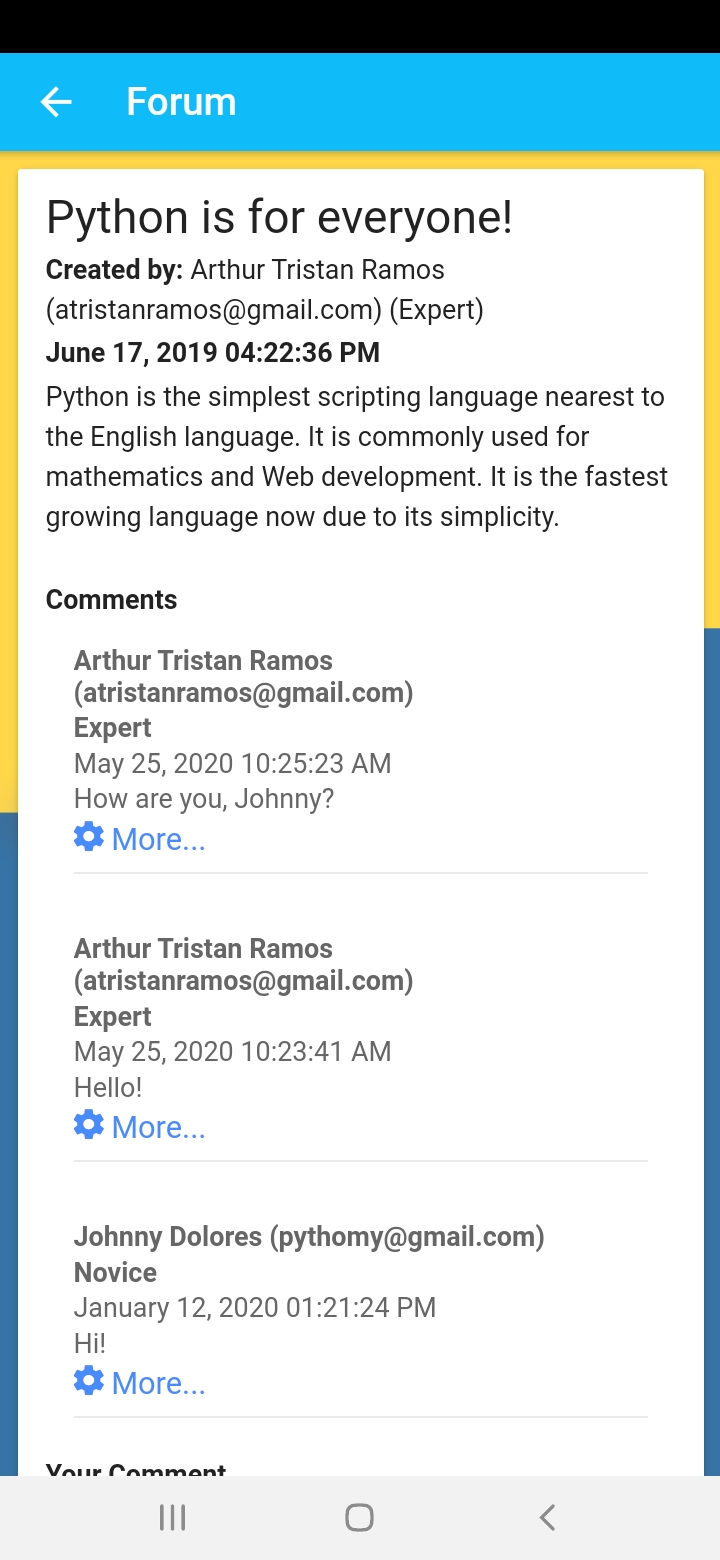 Forum
Python is for everyone!
Created by: Arthur Tristan Ramos
(atristanramos@gmail.com) (Expert)
June 17, 2019 04:22:36 PM
Python is the simplest scripting language nearest to
the English language. It is commonly used for
mathematics and Web development. It is the fastest
growing language now due to its simplicity.
Comments
Arthur Tristan Ramos
(atristanramos@gmail.com)
Expert
May 25, 2020 10:25:23 AM
How are you, Johnny?
More...
Arthur Tristan Ramos
(atristanramos@gmail.com)
Expert
May 25, 2020 10:23:41 AM
Hello!
More...
Johnny Dolores (pythomy@gmail.com)
Novice
January 12, 2020 01:21:24 PM
Hi!
More...
Your Comment